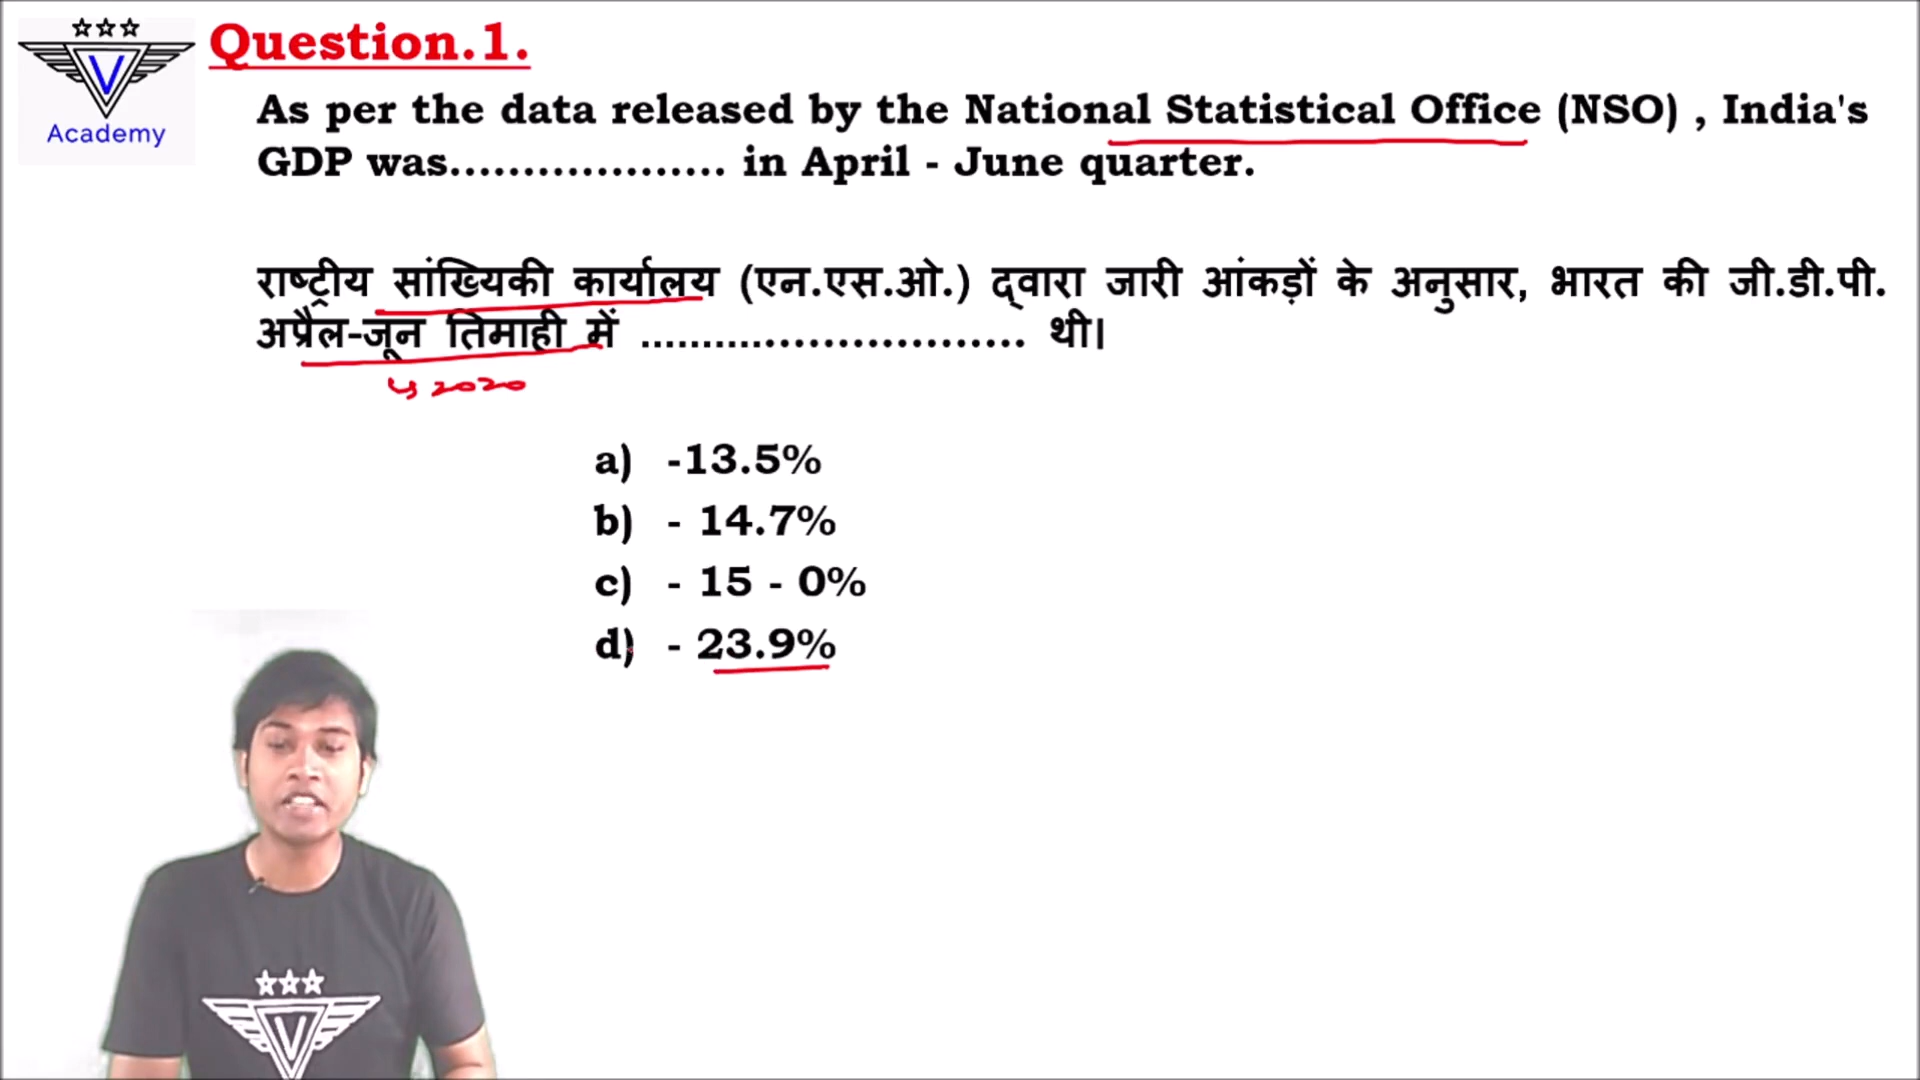 Academy
Question.1.
As per the data released by the National Statistical Office (NSO) , India's
GDP was................... in April - June quarter.
राष्ट्रीय सांख्यिकी कार्यालय (एन.एस.ओ.) द्वारा जारी आंकड़ों के अनुसार, भारत की जी.डी.पी.
अप्रैल-जून तिमाही में ............................ थी।
2020
a) -13.5%
b) - 14.7%
c) - 15 - 0%
d) - 23.9%
V